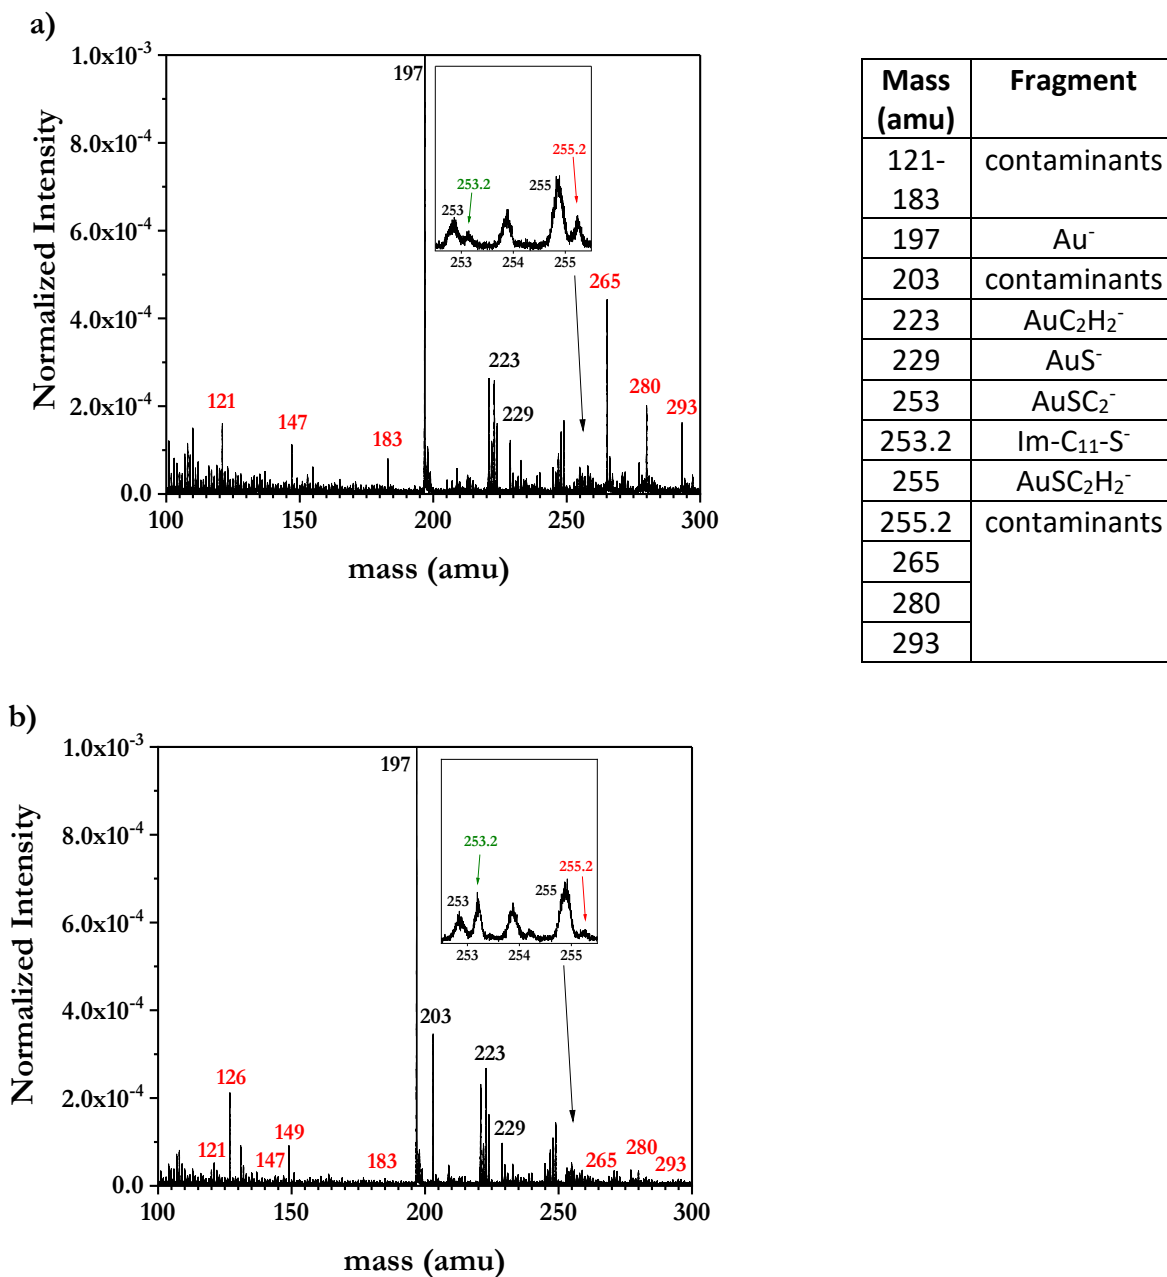 a)
Normalized Intensity
1.0x10⁻³
8.0x10⁻⁴
6.0x10⁻⁴
4.0x10⁻⁴
2.0x10⁻⁴
0.0
100
150
200
250
300
mass (amu)
121
147
183
197
223
229
265
280
293
253
253.2
255
255.2
253
254
255
Mass (amu) Fragment
121-183 contaminants
197 Au⁻
203 contaminants
223 AuC₂H₂⁻
229 AuS⁻
253 AuSC₂⁻
253.2 Im-C₁₁-S⁻
255 AuSC₂H₂⁻
255.2 contaminants
265
280
293
b)
Normalized Intensity
1.0x10⁻³
8.0x10⁻⁴
6.0x10⁻⁴
4.0x10⁻⁴
2.0x10⁻⁴
0.0
100
150
200
250
300
mass (amu)
121
126
147
149
183
197
203
223
229
265
280
293
253
253.2
255
255.2
253
254
255